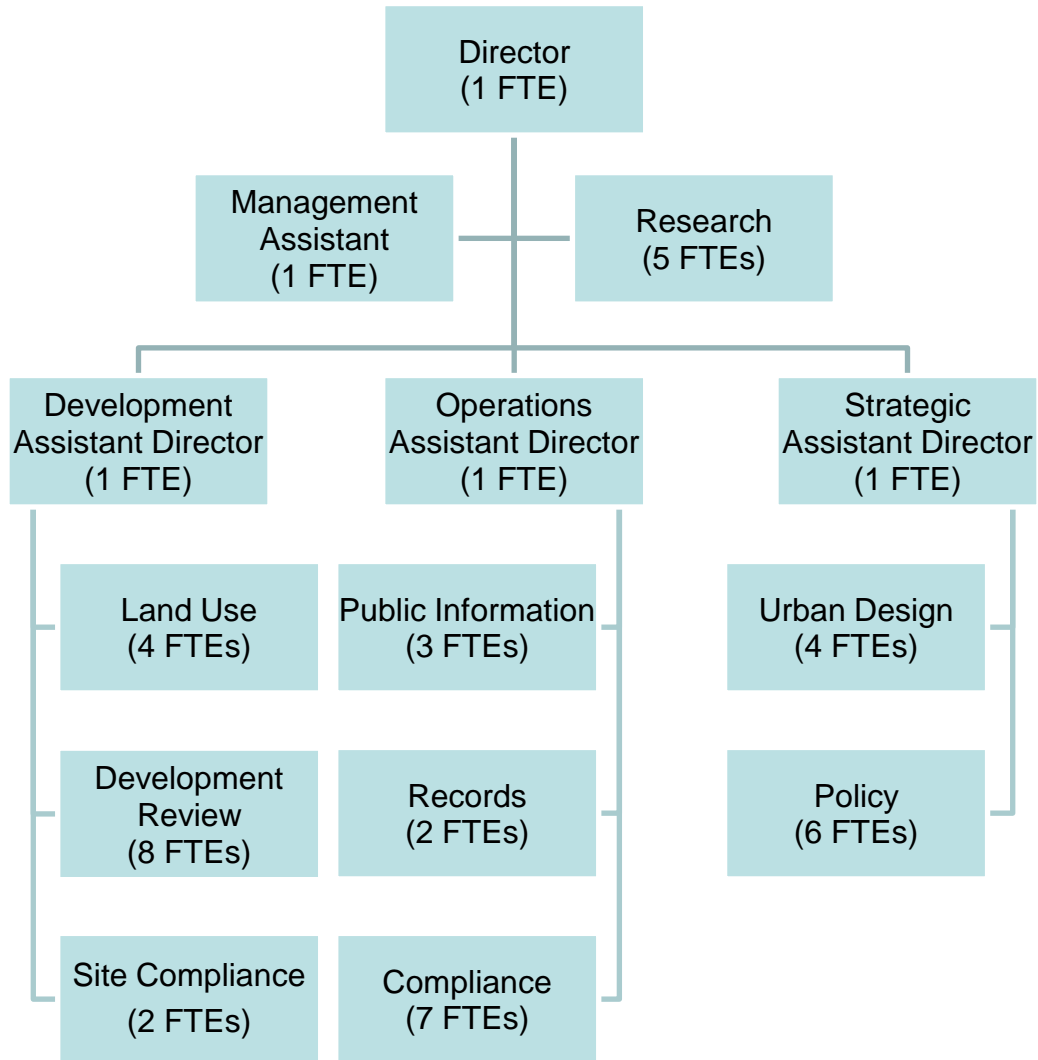 Director
(1 FTE)
Management
Assistant
(1 FTE)
Research
(5 FTEs)
Development
Assistant Director
(1 FTE)
Operations
Assistant Director
(1 FTE)
Strategic
Assistant Director
(1 FTE)
Land Use
(4 FTEs)
Public Information
(3 FTEs)
Urban Design
(4 FTEs)
Development
Review
(8 FTEs)
Records
(2 FTEs)
Policy
(6 FTEs)
Site Compliance
(2 FTEs)
Compliance
(7 FTEs)